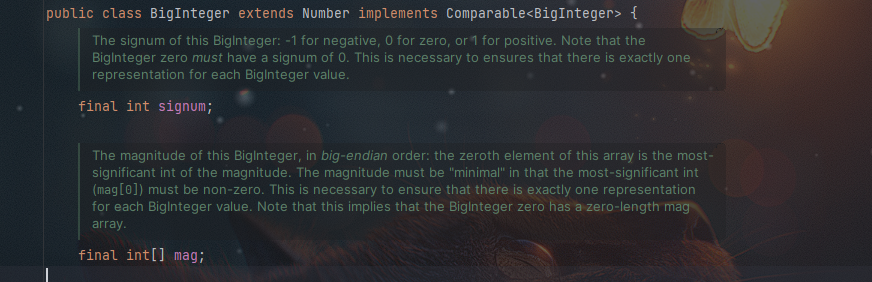 public class BigInteger extends Number implements Comparable<BigInteger> {
The signum of this BigInteger: -1 for negative, 0 for zero, or 1 for positive. Note that the
BigInteger zero must have a signum of 0. This is necessary to ensures that there is exactly one
representation for each BigInteger value.
final int signum;
The magnitude of this BigInteger, in big-endian order: the zeroth element of this array is the most-
significant int of the magnitude. The magnitude must be "minimal" in that the most-significant int
(mag[0]) must be non-zero. This is necessary to ensure that there is exactly one representation
for each BigInteger value. Note that this implies that the BigInteger zero has a zero-length mag
array.
final int[] mag;